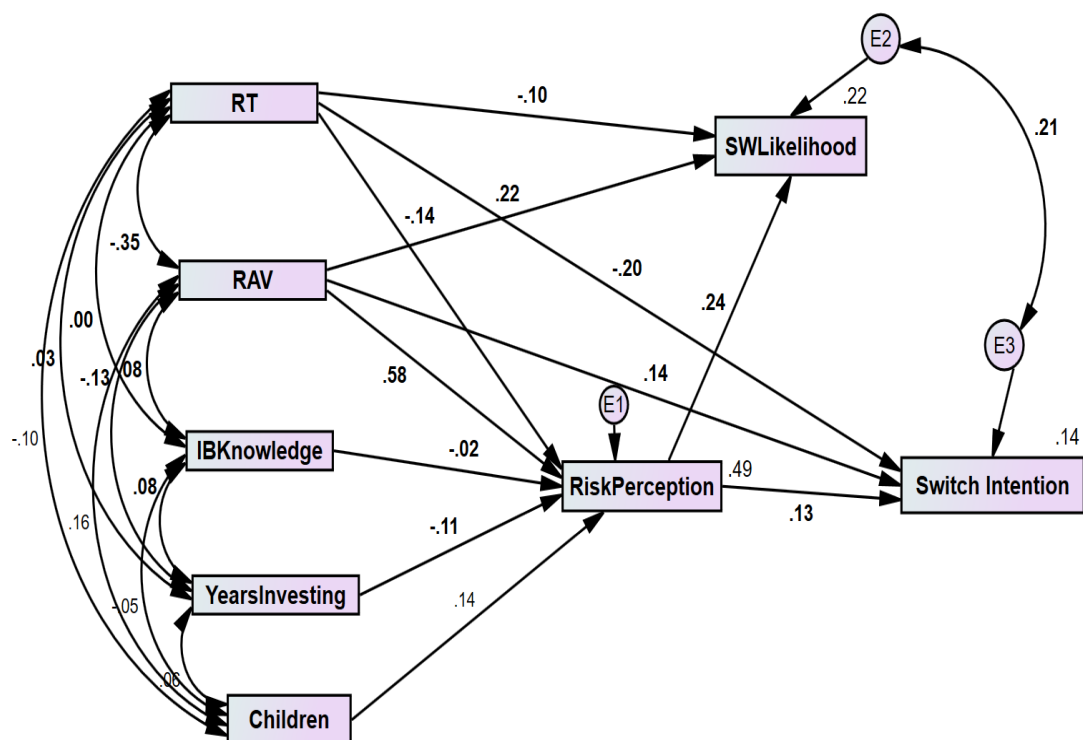 E2
.22
RT
-.10
SWLikelihood
.21
-.14
.22
-.35
RAV
-.20
.24
.00
.03
-.13
.08
.58
.14
E3
E1
-.10
IBKnowledge
-.02
.49
.14
RiskPerception
Switch Intention
.08
.13
.16
-.11
YearsInvesting
-.05
.14
.06
Children